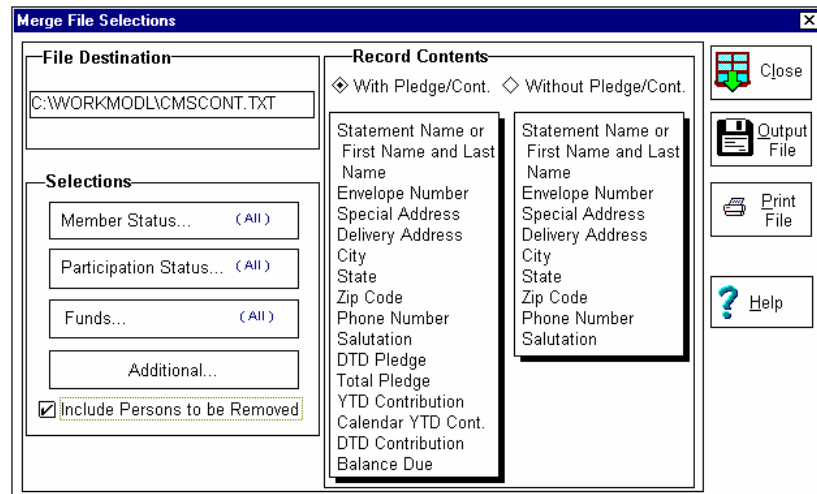 Merge File Selections
File Destination
C:\WORKMODL\CMSCONT.TXT
Selections
Member Status... (All)
Participation Status... (All)
Funds... (All)
Additional...
Include Persons to be Removed
Record Contents
With Pledge/Cont. Without Pledge/Cont.
Statement Name or
First Name and Last
Name
Envelope Number
Special Address
Delivery Address
City
State
Zip Code
Phone Number
Salutation
DTD Pledge
Total Pledge
YTD Contribution
Calendar YTD Cont.
DTD Contribution
Balance Due
Statement Name or
First Name and Last
Name
Envelope Number
Special Address
Delivery Address
City
State
Zip Code
Phone Number
Salutation
Close
Output
File
Print
File
Help